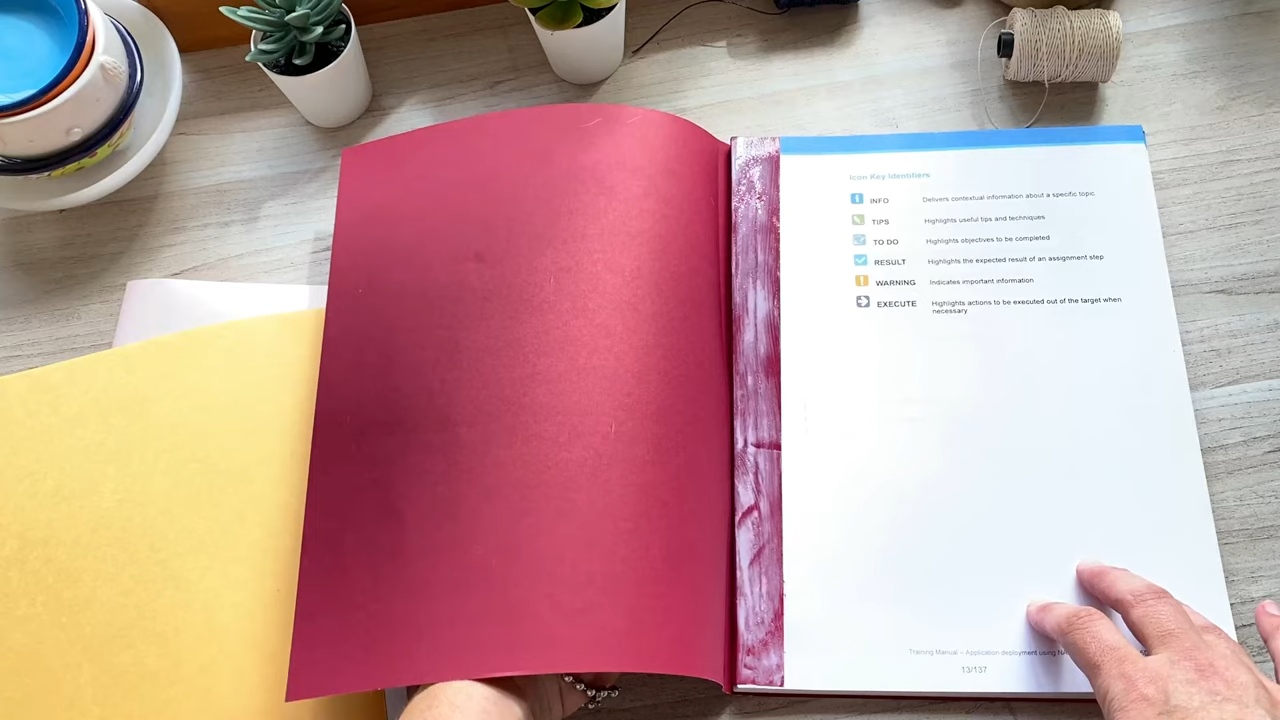 Icon Key Identifiers
INFO Delivers contextual information about a specific topic
TIPS Highlights useful tips and techniques
TO DO Highlights objectives to be completed
RESULT Highlights the expected result of an assignment step
WARNING Indicates important information
EXECUTE Highlights actions to be executed out of the target when
necessary
Training Manual – Application deployment using
13/137